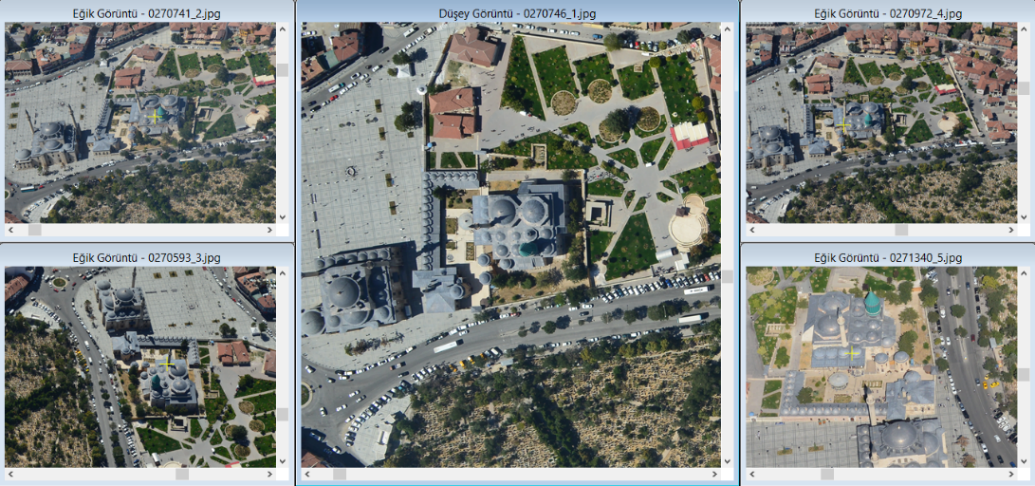 Eğik Görüntü - 0270741_2.jpg
Düşey Görüntü - 0270746_1.jpg
Eğik Görüntü - 0270972_4.jpg
Eğik Görüntü - 0270593_3.jpg
Eğik Görüntü - 0271340_5.jpg